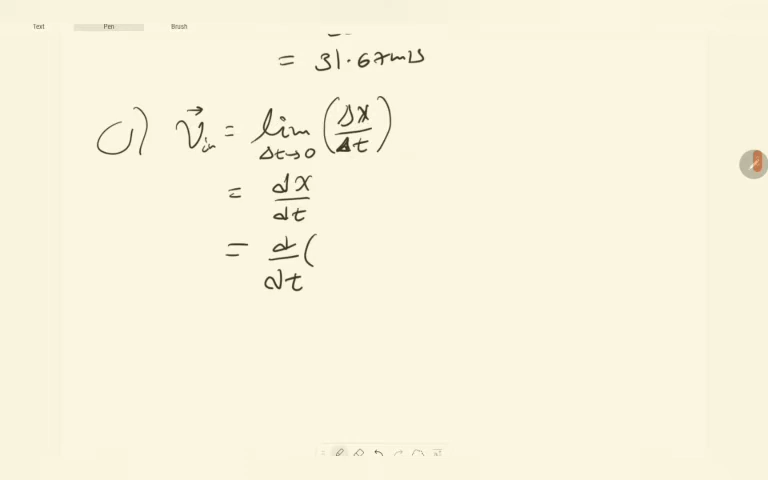 Text Pen Brush
= 31.67m/s
c) V⃗in = lim Δt→0 (Δx/Δt)
= dx/dt
= d/dt (